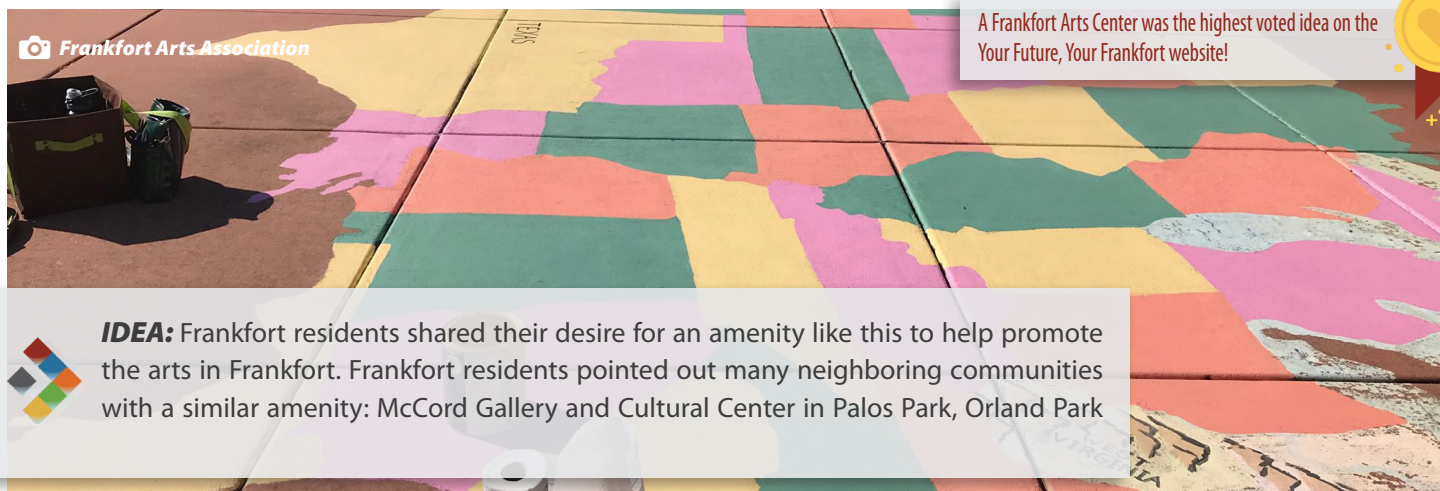 TEXAS
Frankfort Arts Association
A Frankfort Arts Center was the highest voted idea on the
Your Future, Your Frankfort website!
IDEA: Frankfort residents shared their desire for an amenity like this to help promote
the arts in Frankfort. Frankfort residents pointed out many neighboring communities
with a similar amenity: McCord Gallery and Cultural Center in Palos Park, Orland Park
WEST
VIRGINIA